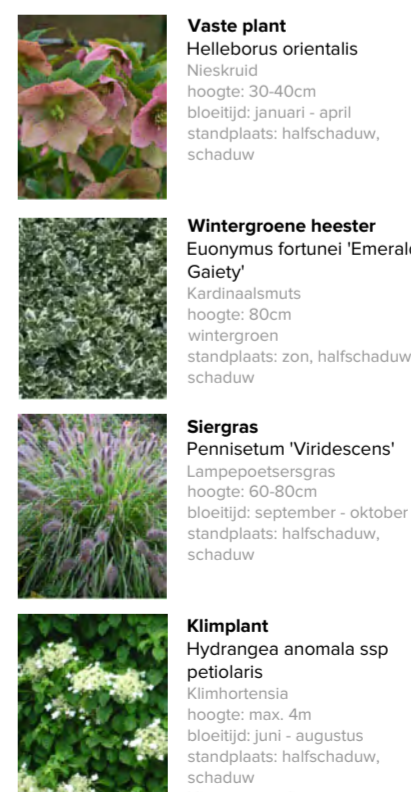 Vaste plant
Helleborus orientalis
Nieskruid
hoogte: 30-40cm
bloeitijd: januari - april
standplaats: halfschaduw,
schaduw
Wintergroene heester
Euonymus fortunei 'Emerald
Gaiety'
Kardinaalsmuts
hoogte: 80cm
wintergroen
standplaats: zon, halfschaduw
schaduw
Siergras
Pennisetum 'Viridescens'
Lampepoetsersgras
hoogte: 60-80cm
bloeitijd: september - oktober
standplaats: halfschaduw,
schaduw
Klimplant
Hydrangea anomala ssp
petiolaris
Klimhortensia
hoogte: max. 4m
bloeitijd: juni - augustus
standplaats: halfschaduw,
schaduw